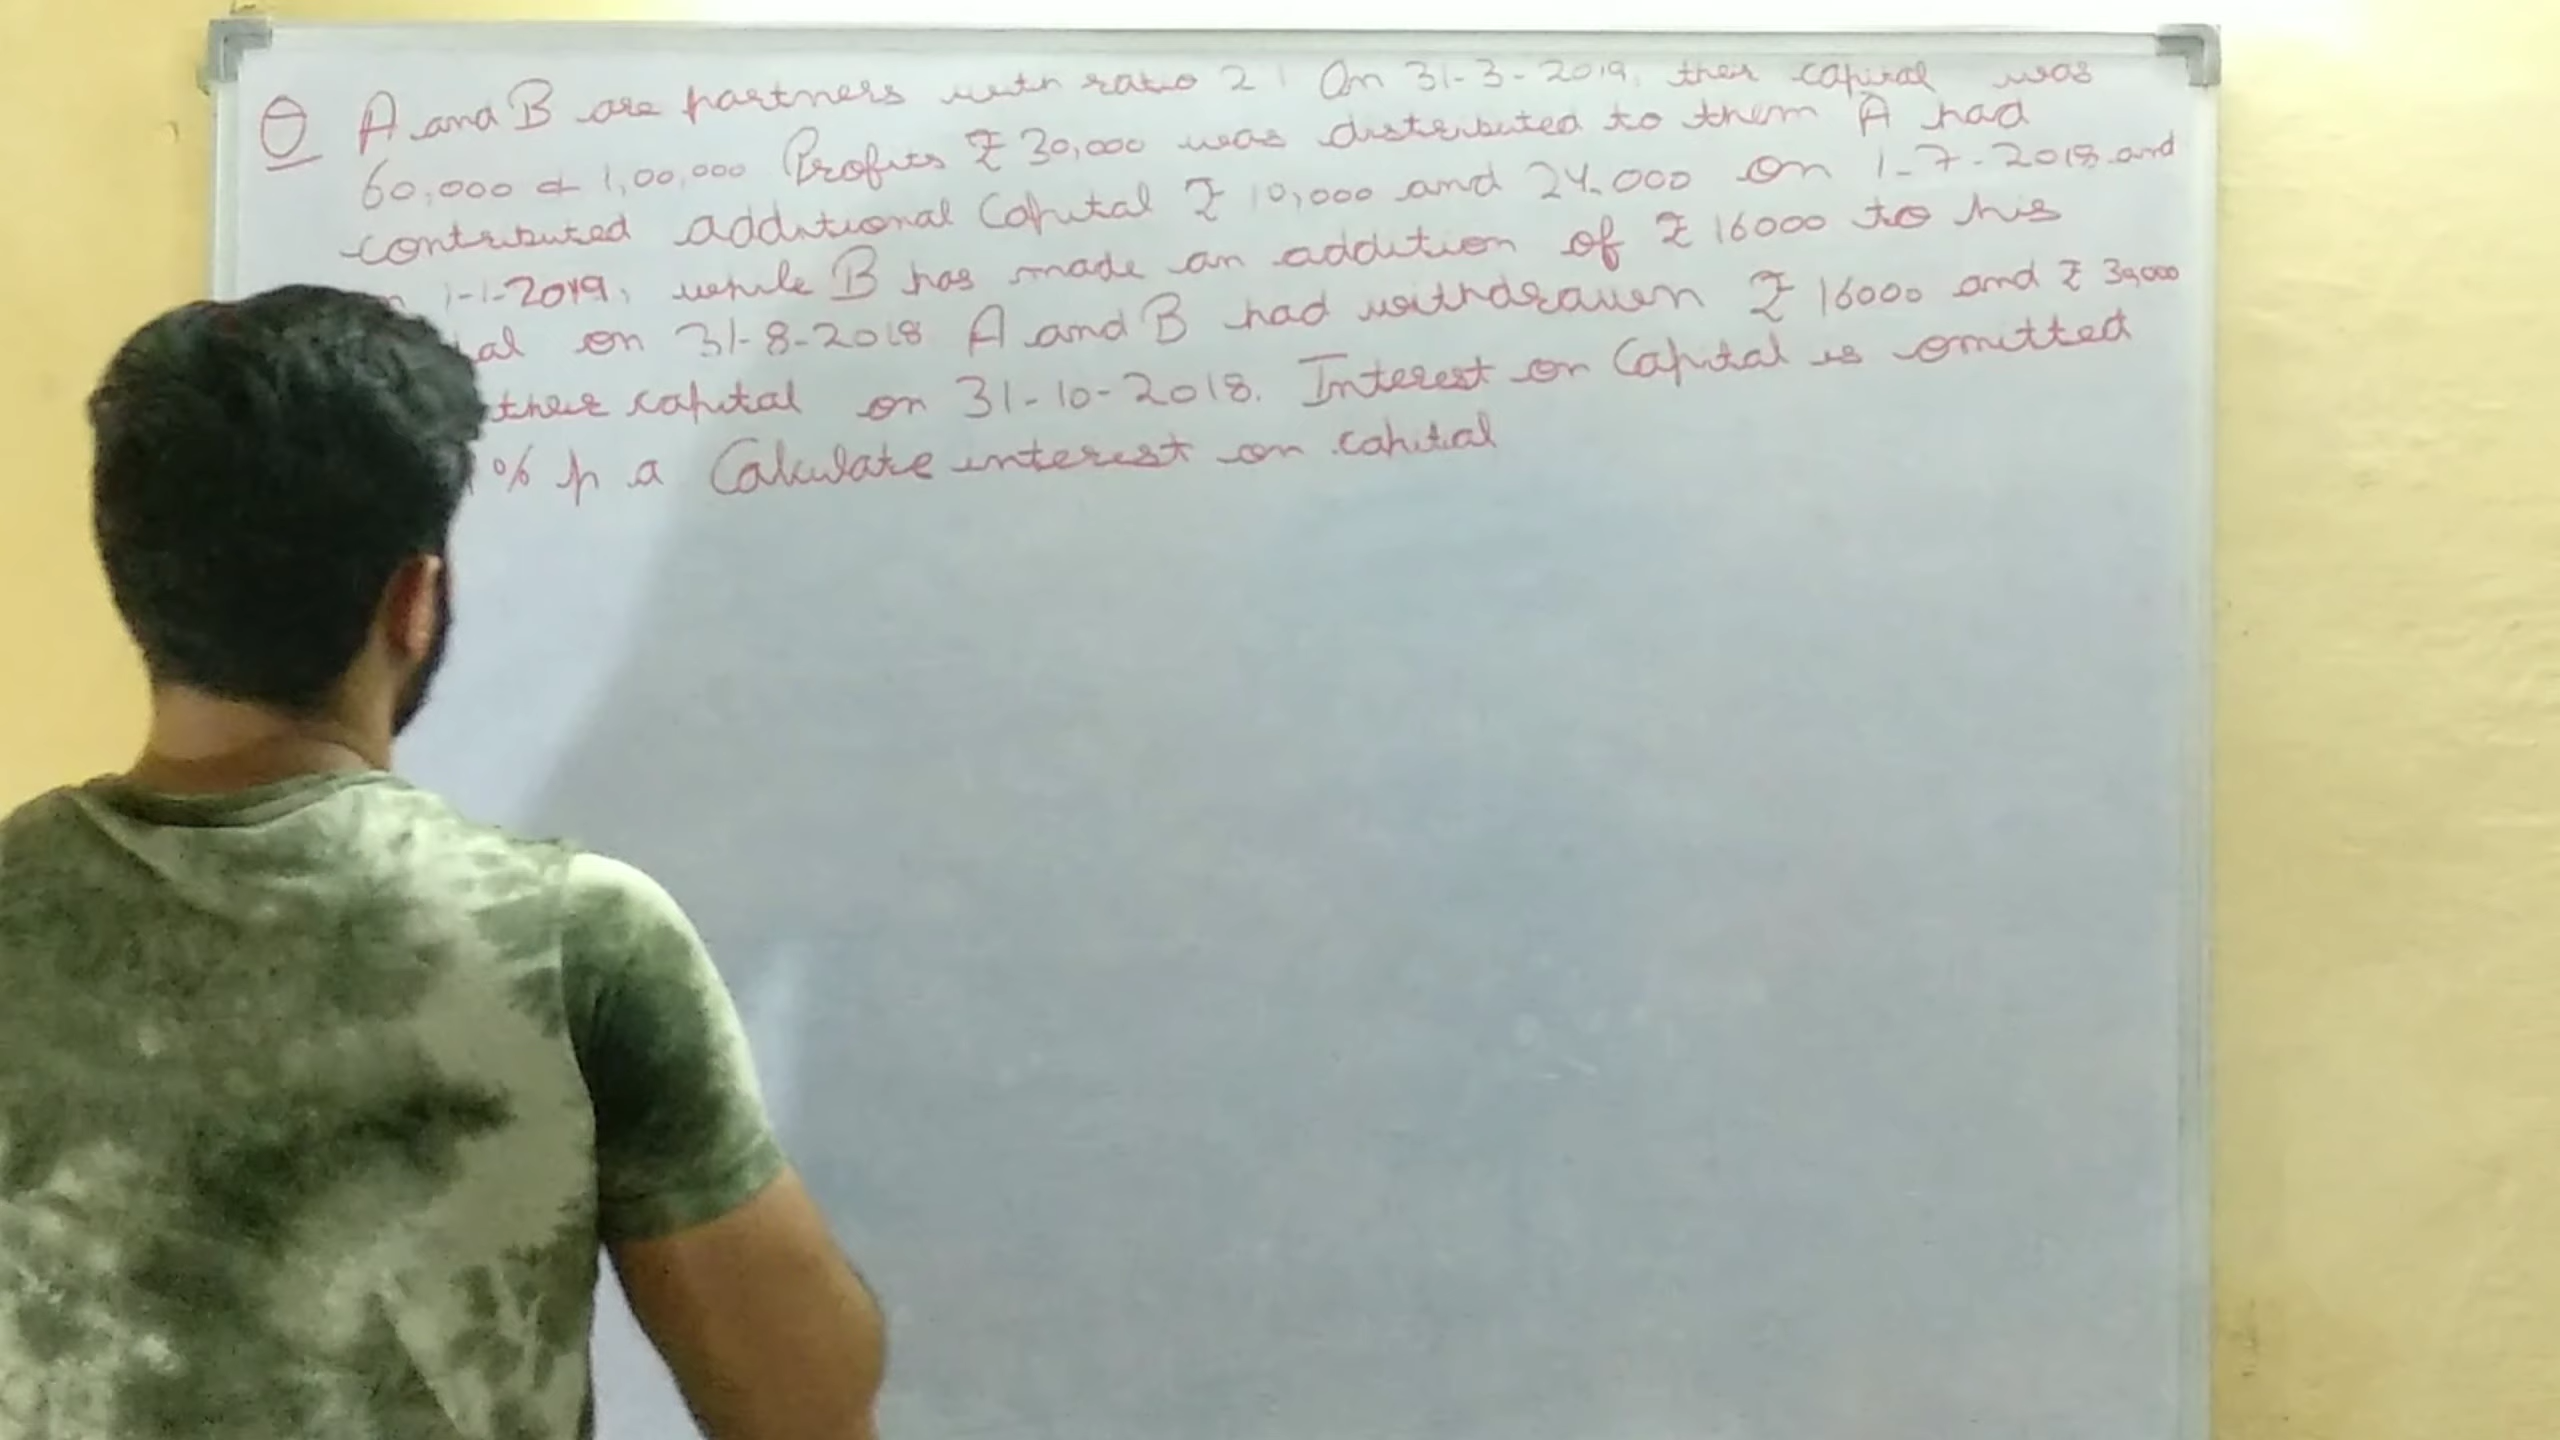 Q A and B are partners with ratio 2:1 On 31-3-2019, their capital was
60,000 & 1,00,000 Profits ₹ 30,000 was distributed to them A had
contributed additional Capital ₹ 10,000 and 24,000 on 1-7-2018 and
1-1-2019, while B has made an addition of ₹ 16000 to his
on 31-8-2018 A and B had withdrawn ₹ 16000 and ₹ 30,000
their capital on 31-10-2018. Interest on Capital is omitted
% p a Calculate interest on capital